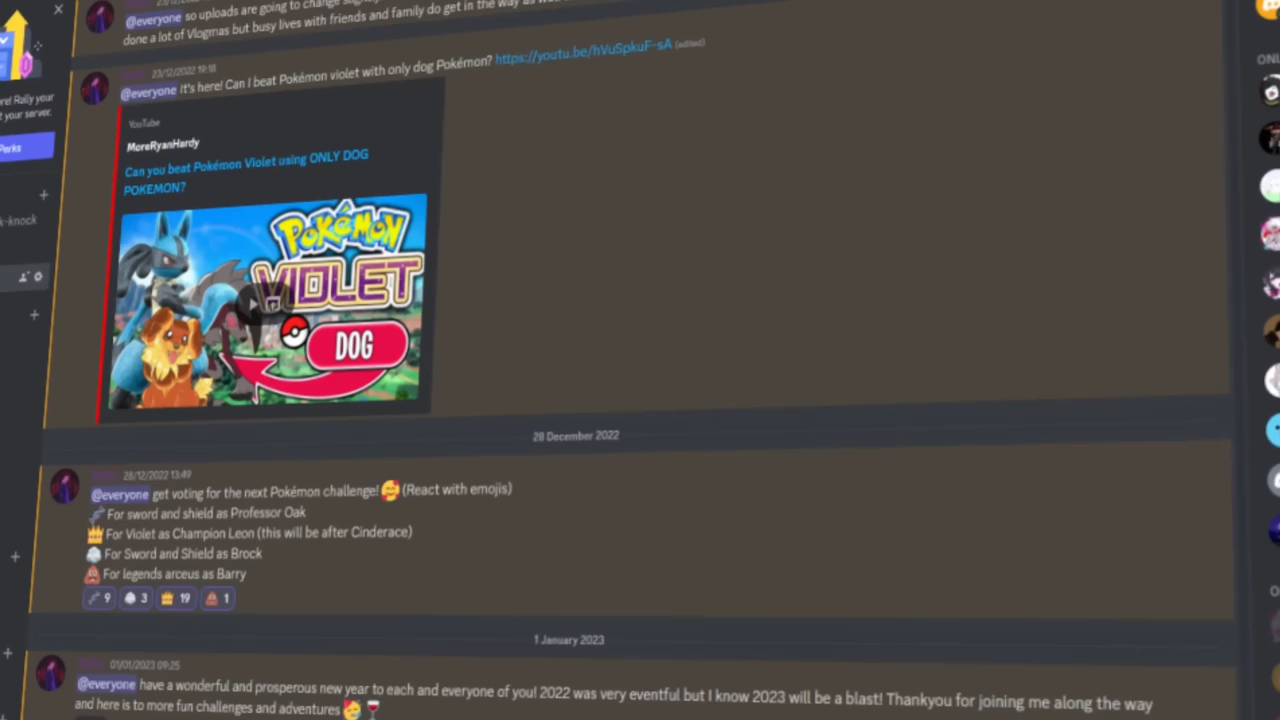 @everyone so uploads are going to change slightly
done a lot of Vlogmas but busy lives with friends and family do get in the way as
23/12/2022 19:18
@everyone It's here! Can I beat Pokémon violet with only dog Pokémon? https://youtu.be/hVuSpkuF-sA (edited)
YouTube
MoreRyanHardy
Can you beat Pokémon Violet using ONLY DOG
POKEMON?
POKÉMON
VIOLET
DOG
re! Rally your
t your server.
Perks
k-knock
28 December 2022
28/12/2022 13:49
@everyone get voting for the next Pokémon challenge! 🥰 (React with emojis)
For sword and shield as Professor Oak
👑 For Violet as Champion Leon (this will be after Cinderace)
For Sword and Shield as Brock
💩 For legends arceus as Barry
9 3 19 1
1 January 2023
01/01/2023 09:25
@everyone have a wonderful and prosperous new year to each and everyone of you! 2022 was very eventful but I know 2023 will be a blast! Thankyou for joining me along the way
and here is to more fun challenges and adventures 🥳🍷
ONL